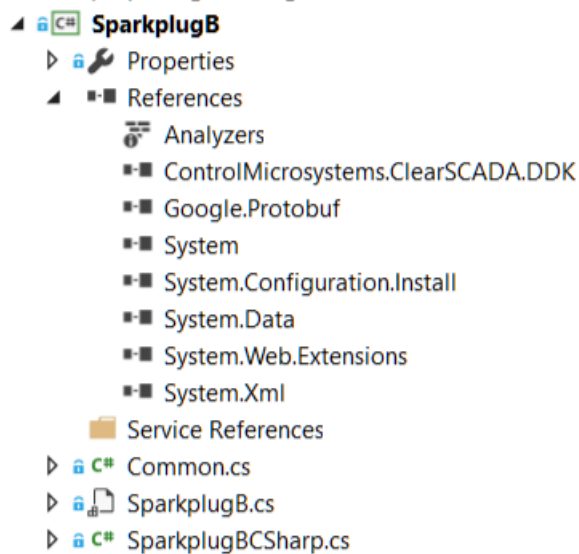 C# SparkplugB
Properties
References
Analyzers
ControlMicrosystems.ClearSCADA.DDK
Google.Protobuf
System
System.Configuration.Install
System.Data
System.Web.Extensions
System.Xml
Service References
C# Common.cs
SparkplugB.cs
C# SparkplugBCSharp.cs